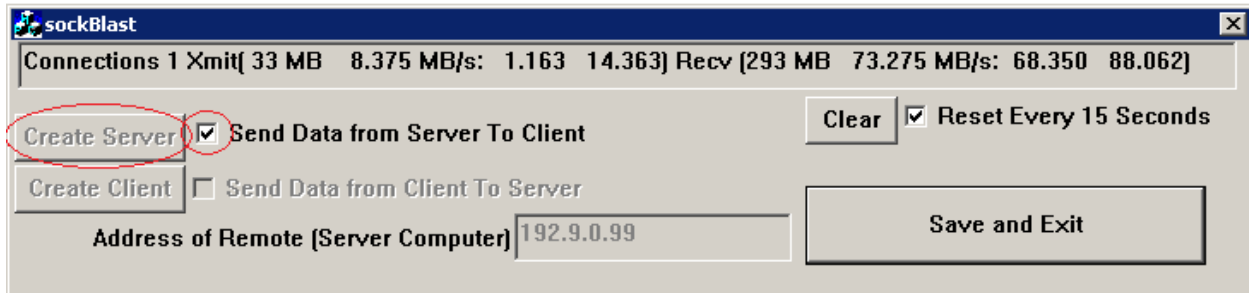 sockBlast
Connections 1 Xmit( 33 MB 8.375 MB/s: 1.163 14.363) Recv (293 MB 73.275 MB/s: 68.350 88.062)
Create Server Send Data from Server To Client
Clear Reset Every 15 Seconds
Create Client Send Data from Client To Server
Save and Exit
Address of Remote (Server Computer) 192.9.0.99